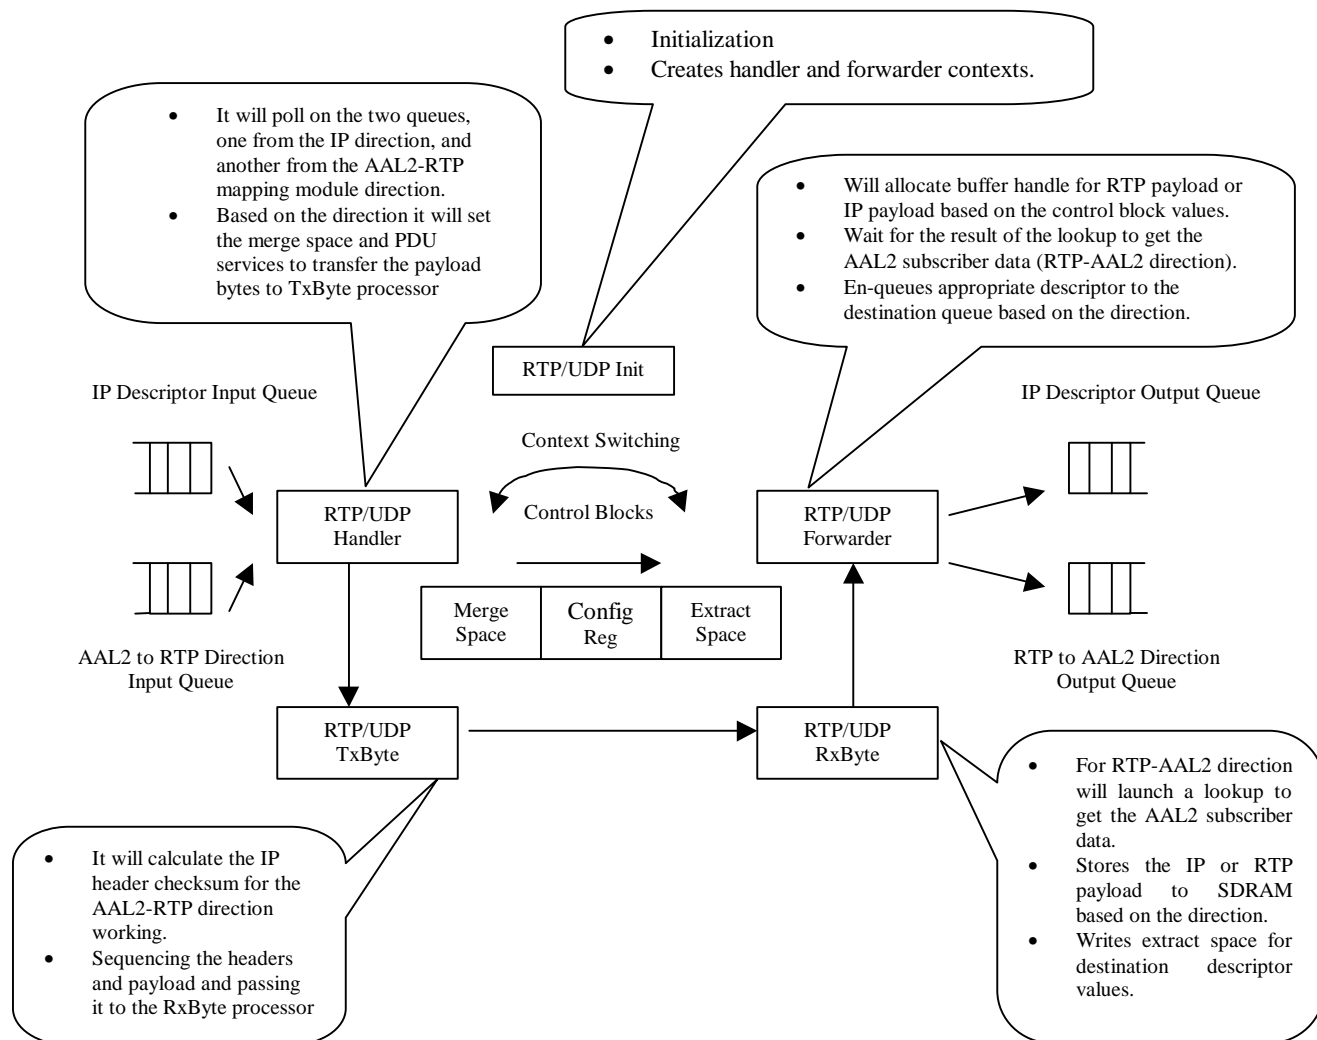 • Initialization
• Creates handler and forwarder contexts.
• It will poll on the two queues,
one from the IP direction, and
another from the AAL2-RTP
mapping module direction.
• Based on the direction it will set
the merge space and PDU
services to transfer the payload
bytes to TxByte processor
• Will allocate buffer handle for RTP payload or
IP payload based on the control block values.
• Wait for the result of the lookup to get the
AAL2 subscriber data (RTP-AAL2 direction).
• En-queues appropriate descriptor to the
destination queue based on the direction.
RTP/UDP Init
IP Descriptor Input Queue
IP Descriptor Output Queue
Context Switching
RTP/UDP
Handler
Control Blocks
RTP/UDP
Forwarder
Merge
Space
Config
Reg
Extract
Space
AAL2 to RTP Direction
Input Queue
RTP to AAL2 Direction
Output Queue
RTP/UDP
TxByte
RTP/UDP
RxByte
• It will calculate the IP
header checksum for the
AAL2-RTP direction
working.
• Sequencing the headers
and payload and passing
it to the RxByte processor
• For RTP-AAL2 direction
will launch a lookup to
get the AAL2 subscriber
data.
• Stores the IP or RTP
payload to SDRAM
based on the direction.
• Writes extract space for
destination descriptor
values.